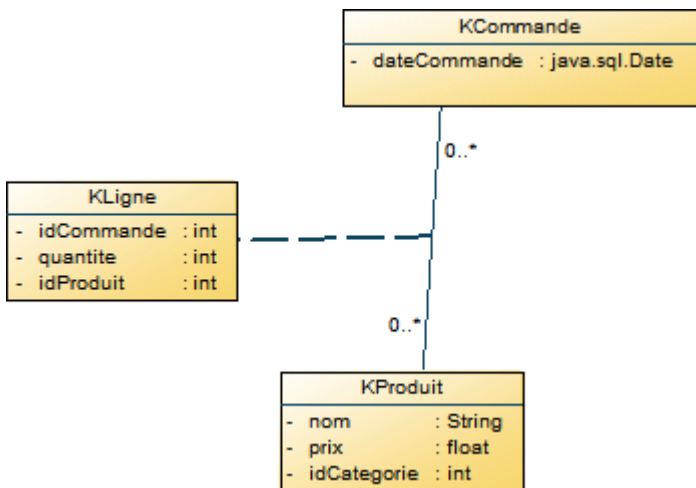 KCommande
- dateCommande : java.sql.Date
0..*
KLigne
- idCommande : int
- quantite : int
- idProduit : int
0..*
KProduit
- nom : String
- prix : float
- idCategorie : int